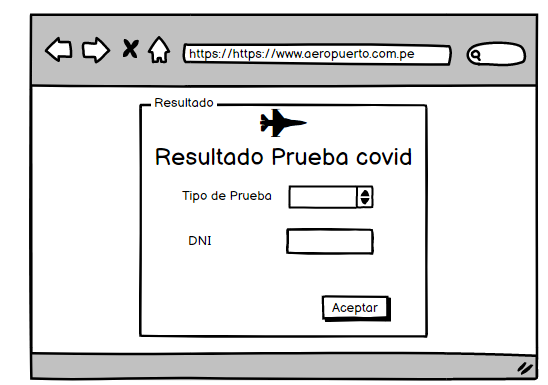 https://https://www.aeropuerto.com.pe
Resultado
Resultado Prueba covid
Tipo de Prueba
DNI
Aceptar